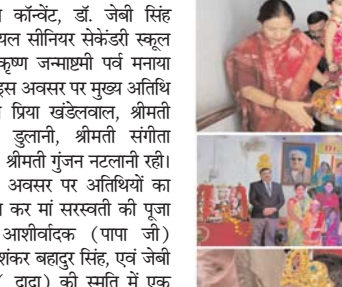 कॉन्वेंट, डॉ. जेबी सिंह
यल सीनियर सेकेंडरी स्कूल
कृष्ण जन्माष्टमी पर्व मनाया
इस अवसर पर मुख्य अतिथि
प्रिया खंडेलवाल, श्रीमती
डुलानी, श्रीमती संगीता
श्रीमती गुंजन नटलानी रही।
अवसर पर अतिथियों का
कर मां सरस्वती की पूजा
आशीर्वादक (पापा जी)
शंकर बहादुर सिंह, एवं जेबी
दादा) की स्मृति में एक